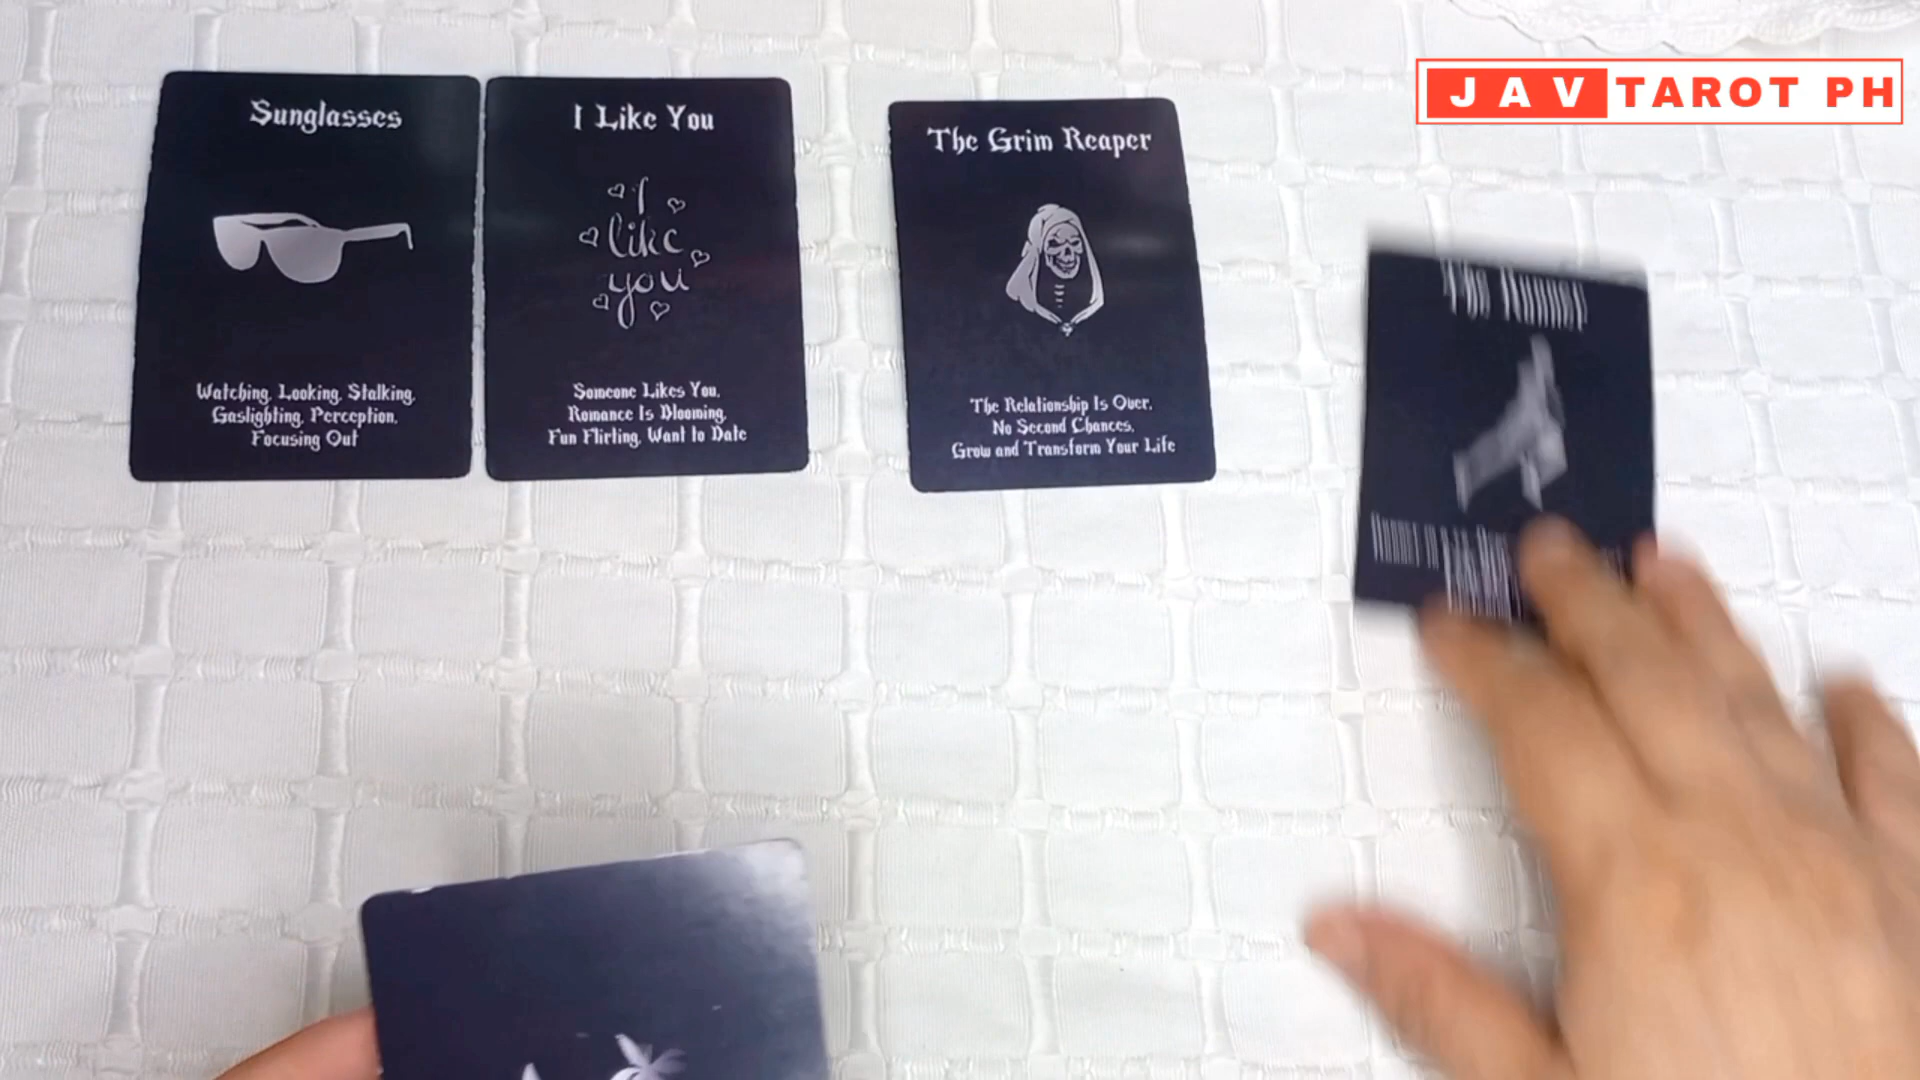 Sunglasses
Watching, Looking, Stalking,
Gaslighting, Perception,
Focusing Out
I Like You
I
like
you
Someone Likes You,
Romance Is Blooming,
Fun Flirting, Want to Date
The Grim Reaper
The Relationship Is Over,
No Second Chances,
Grow and Transform Your Life
JAV TAROT PH
The